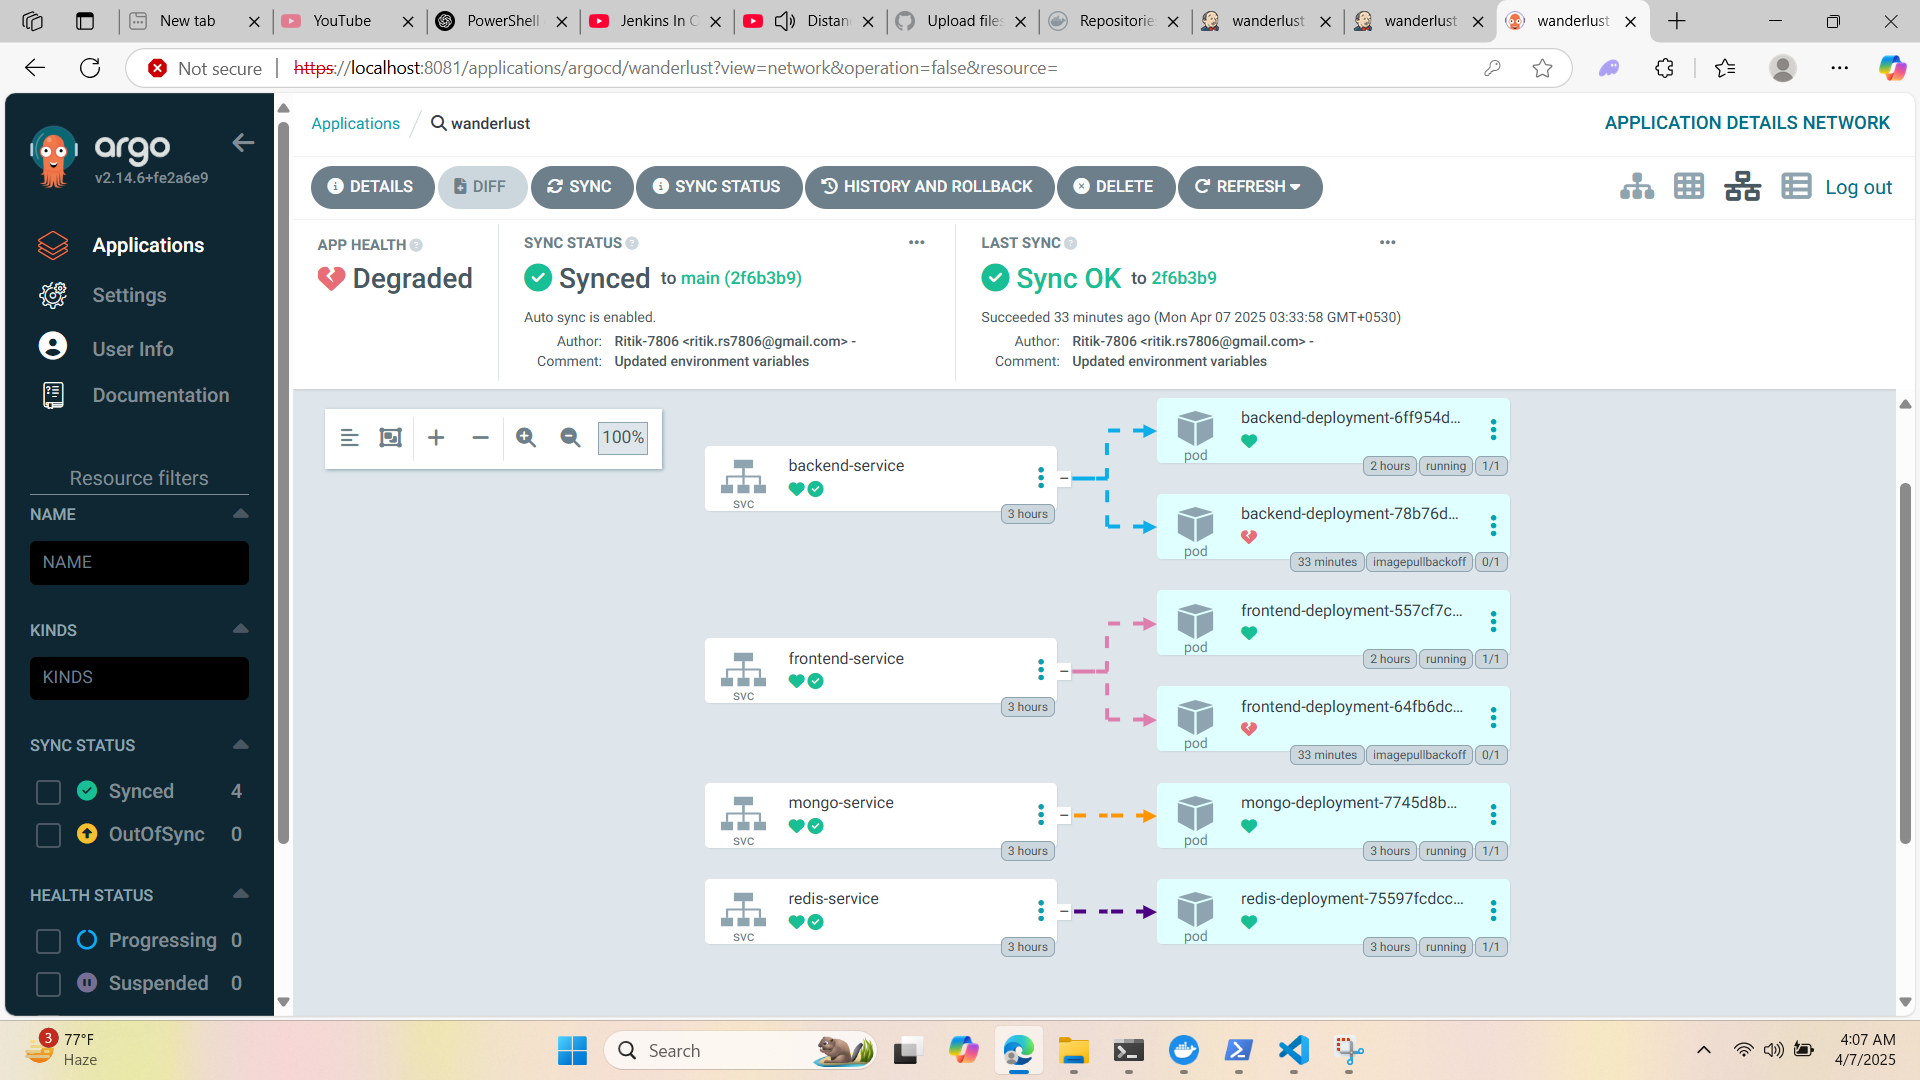 New tab
YouTube
PowerShell
Jenkins In O
Distan
Upload files
Repositories
wanderlust
wanderlust
wanderlust
Not secure
https://localhost:8081/applications/argocd/wanderlust?view=network&operation=false&resource=
argo
v2.14.6+fe2a6e9
Applications
Settings
User Info
Documentation
Resource filters
NAME
NAME
KINDS
KINDS
SYNC STATUS
Synced 4
OutOfSync 0
HEALTH STATUS
Progressing 0
Suspended 0
Applications / wanderlust
APPLICATION DETAILS NETWORK
DETAILS
DIFF
SYNC
SYNC STATUS
HISTORY AND ROLLBACK
DELETE
REFRESH
Log out
APP HEALTH
Degraded
SYNC STATUS
Synced to main (2f6b3b9)
Auto sync is enabled.
Author: Ritik-7806 <ritik.rs7806@gmail.com> -
Comment: Updated environment variables
LAST SYNC
Sync OK to 2f6b3b9
Succeeded 33 minutes ago (Mon Apr 07 2025 03:33:58 GMT+0530)
Author: Ritik-7806 <ritik.rs7806@gmail.com> -
Comment: Updated environment variables
100%
backend-service
svc
3 hours
backend-deployment-6ff954d...
pod
2 hours running 1/1
backend-deployment-78b76d...
pod
33 minutes imagepullbackoff 0/1
frontend-service
svc
3 hours
frontend-deployment-557cf7c...
pod
2 hours running 1/1
frontend-deployment-64fb6dc...
pod
33 minutes imagepullbackoff 0/1
mongo-service
svc
3 hours
mongo-deployment-7745d8b...
pod
3 hours running 1/1
redis-service
svc
3 hours
redis-deployment-75597fcdcc...
pod
3 hours running 1/1
3
77°F
Haze
Search
4:07 AM
4/7/2025